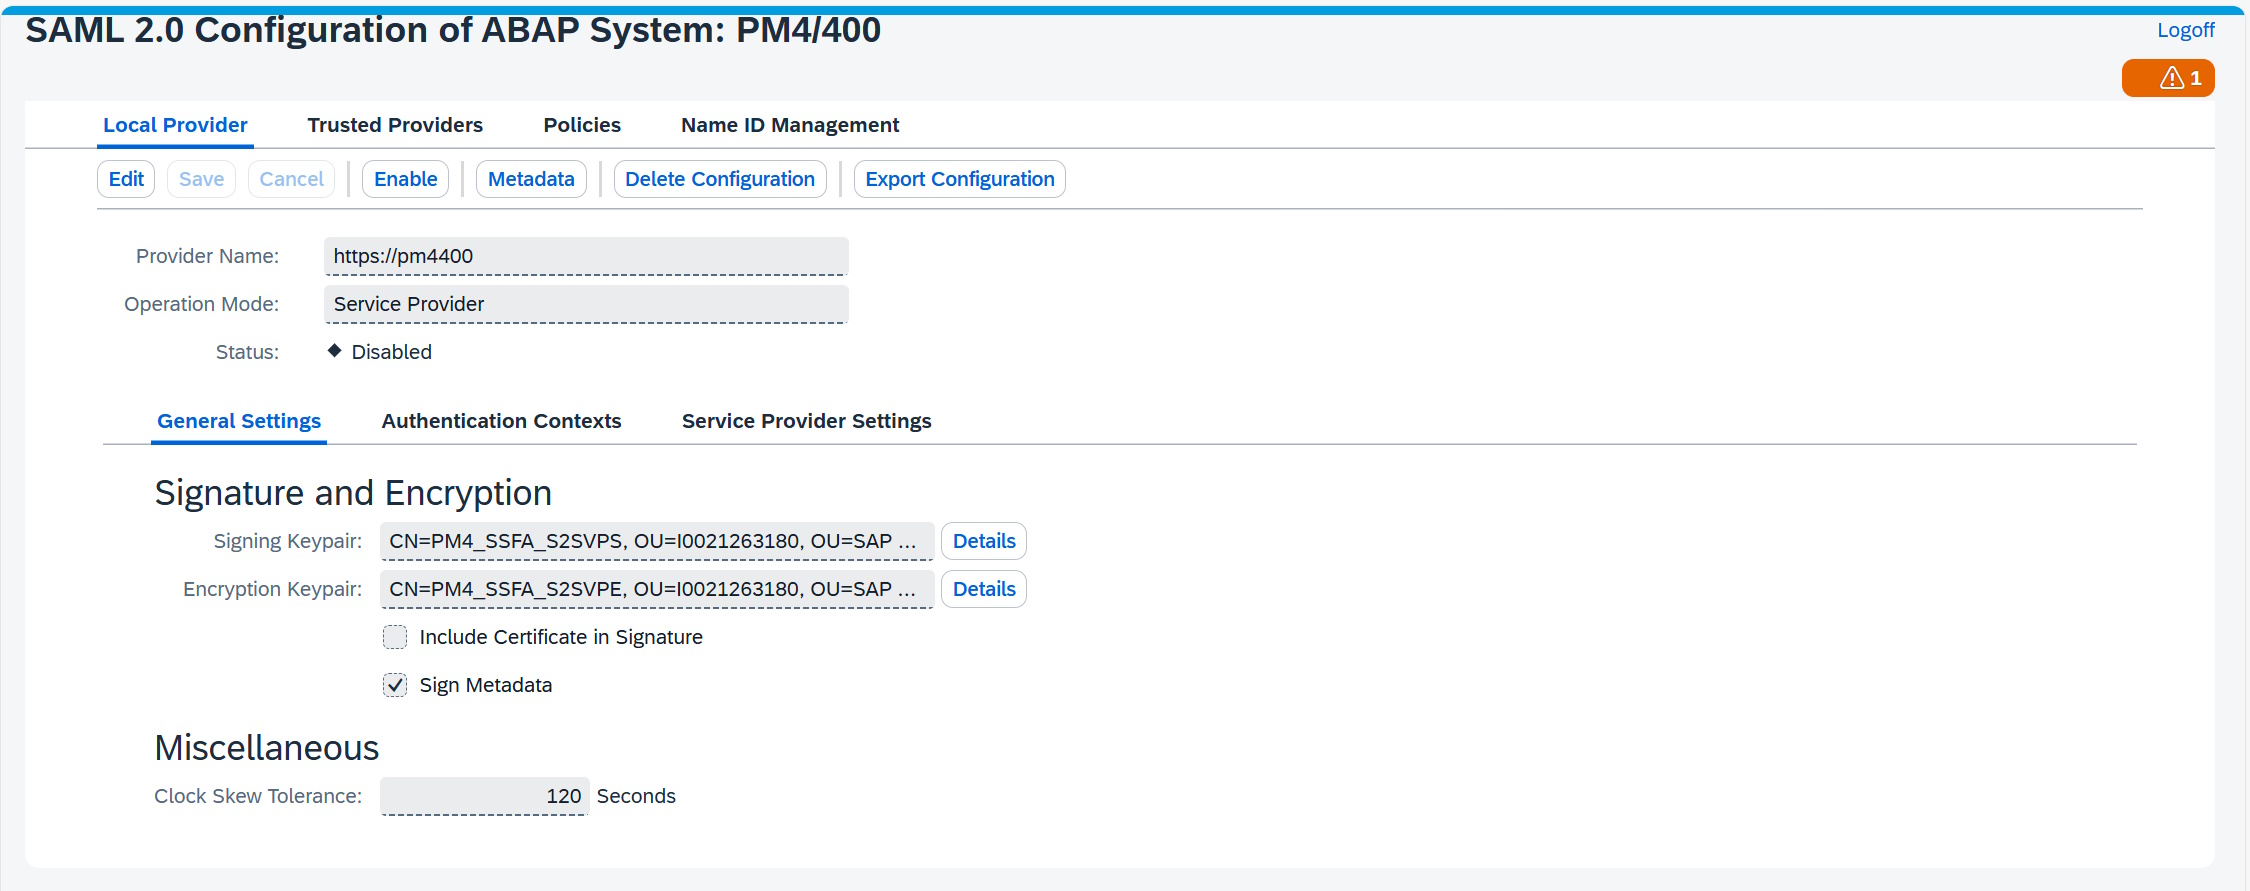 SAML 2.0 Configuration of ABAP System: PM4/400
Logoff
1
Local Provider Trusted Providers Policies Name ID Management
Edit Save Cancel Enable Metadata Delete Configuration Export Configuration
Provider Name: https://pm4400
Operation Mode: Service Provider
Status: Disabled
General Settings Authentication Contexts Service Provider Settings
Signature and Encryption
Signing Keypair: CN=PM4_SSFA_S2SVPS, OU=I0021263180, OU=SAP ... Details
Encryption Keypair: CN=PM4_SSFA_S2SVPE, OU=I0021263180, OU=SAP ... Details
Include Certificate in Signature
Sign Metadata
Miscellaneous
Clock Skew Tolerance: 120 Seconds